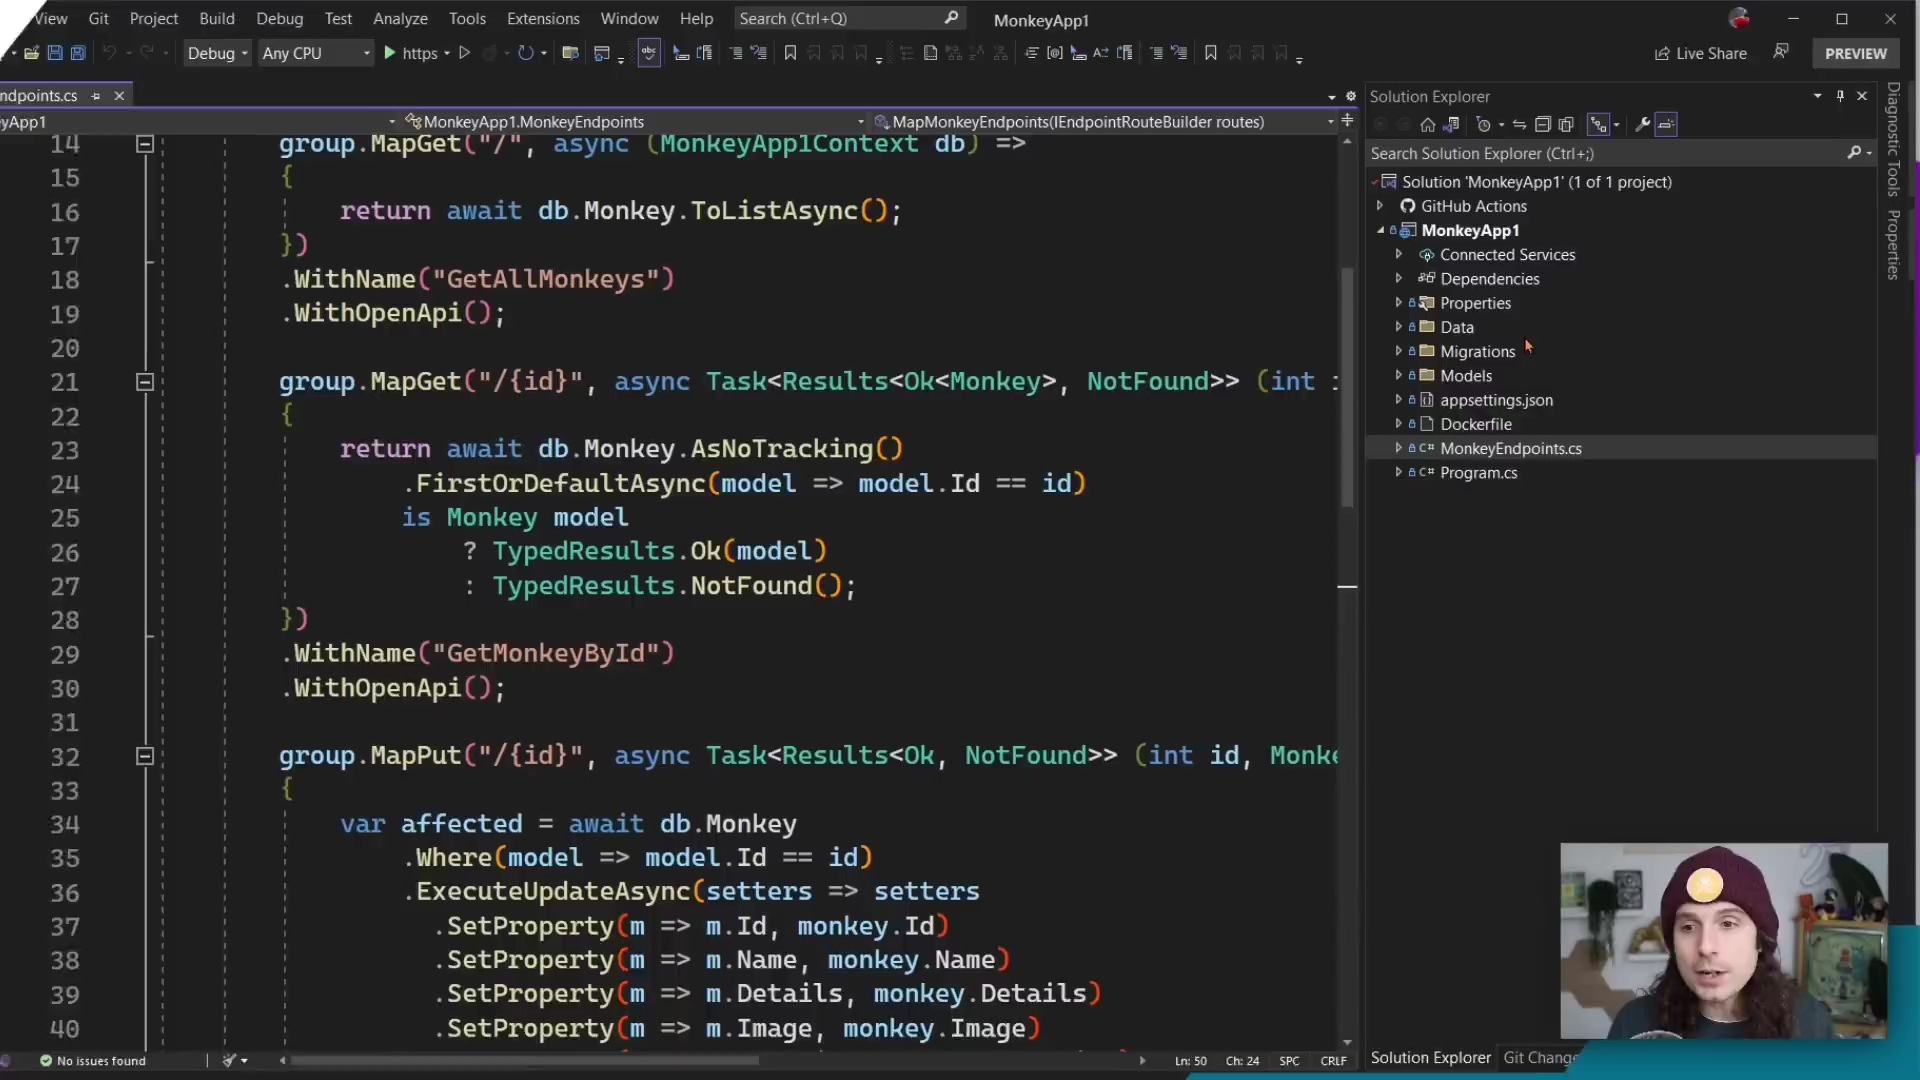 View Git Project Build Debug Test Analyze Tools Extensions Window Help Search (Ctrl+Q) MonkeyApp1
Debug Any CPU https Live Share PREVIEW
ndpoints.cs
yApp1 MonkeyApp1.MonkeyEndpoints MapMonkeyEndpoints(IEndpointRouteBuilder routes)
14 group.MapGet("/", async (MonkeyApp1Context db) =>
15 {
16 return await db.Monkey.ToListAsync();
17 })
18 .WithName("GetAllMonkeys")
19 .WithOpenApi();
20
21 group.MapGet("/{id}", async Task<Results<Ok<Monkey>, NotFound>> (int i
22 {
23 return await db.Monkey.AsNoTracking()
24 .FirstOrDefaultAsync(model => model.Id == id)
25 is Monkey model
26 ? TypedResults.Ok(model)
27 : TypedResults.NotFound();
28 })
29 .WithName("GetMonkeyById")
30 .WithOpenApi();
31
32 group.MapPut("/{id}", async Task<Results<Ok, NotFound>> (int id, Monke
33 {
34 var affected = await db.Monkey
35 .Where(model => model.Id == id)
36 .ExecuteUpdateAsync(setters => setters
37 .SetProperty(m => m.Id, monkey.Id)
38 .SetProperty(m => m.Name, monkey.Name)
39 .SetProperty(m => m.Details, monkey.Details)
40 .SetProperty(m => m.Image, monkey.Image)
No issues found Ln: 50 Ch: 24 SPC CRLF
Solution Explorer
Search Solution Explorer (Ctrl+;)
Solution 'MonkeyApp1' (1 of 1 project)
GitHub Actions
MonkeyApp1
Connected Services
Dependencies
Properties
Data
Migrations
Models
appsettings.json
Dockerfile
MonkeyEndpoints.cs
Program.cs
Solution Explorer Git Chang
Diagnostic Tools
Properties